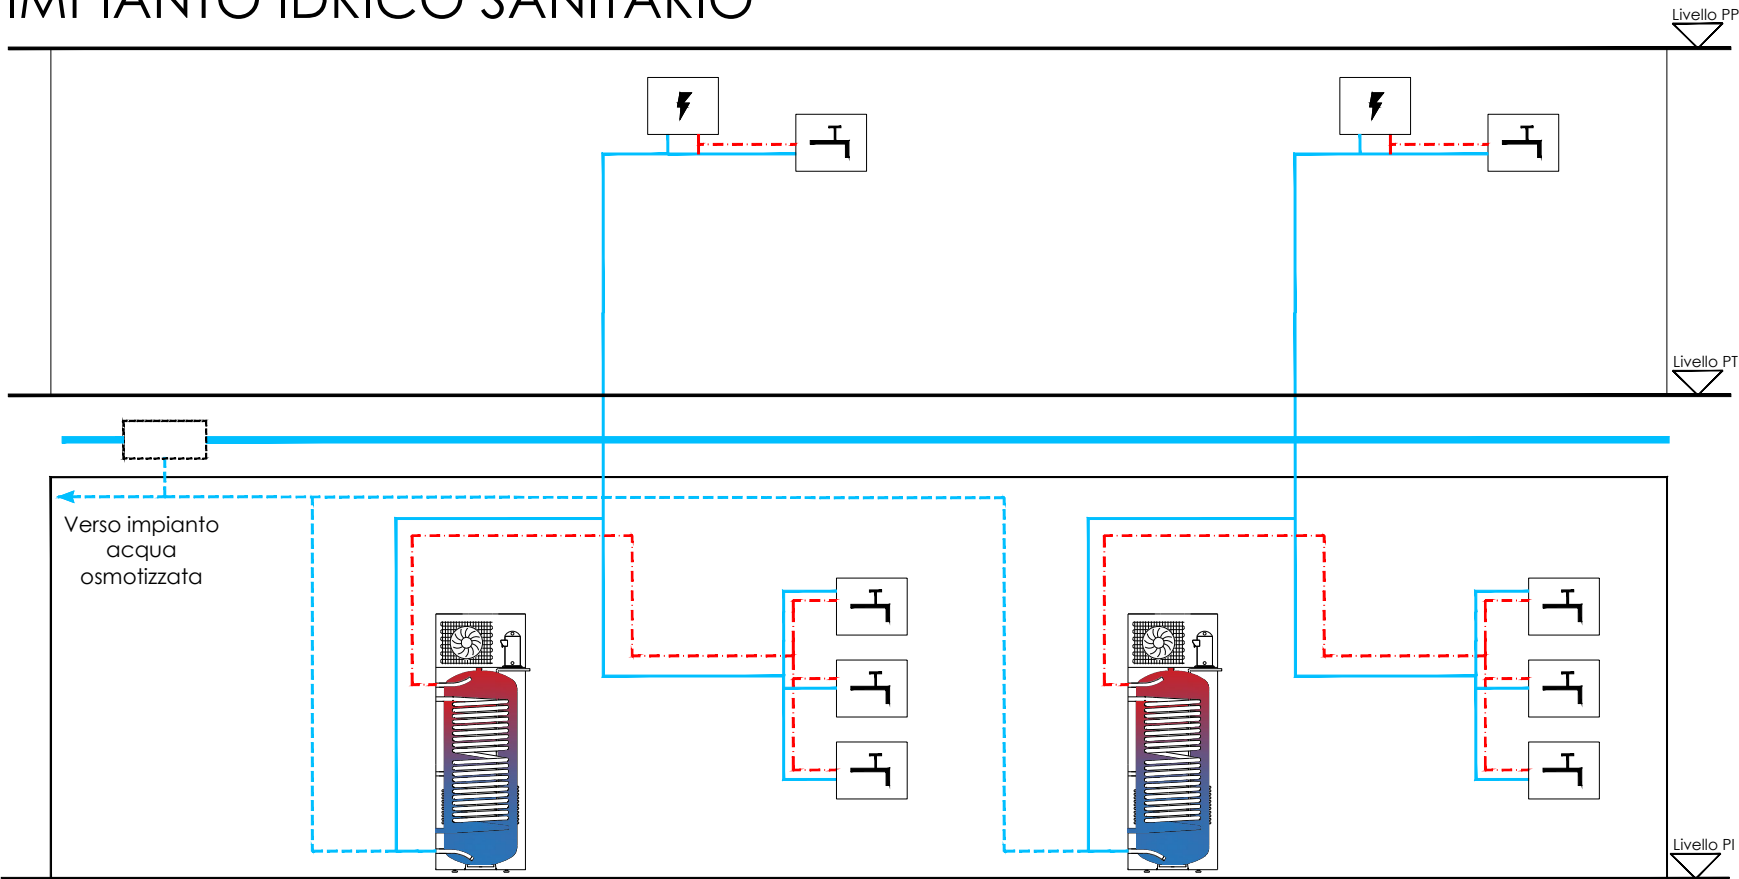 IMPIANTO IDRICO SANITARIO
Livello PP
Livello PT
Verso impianto
acqua
osmotizzata
Livello PI